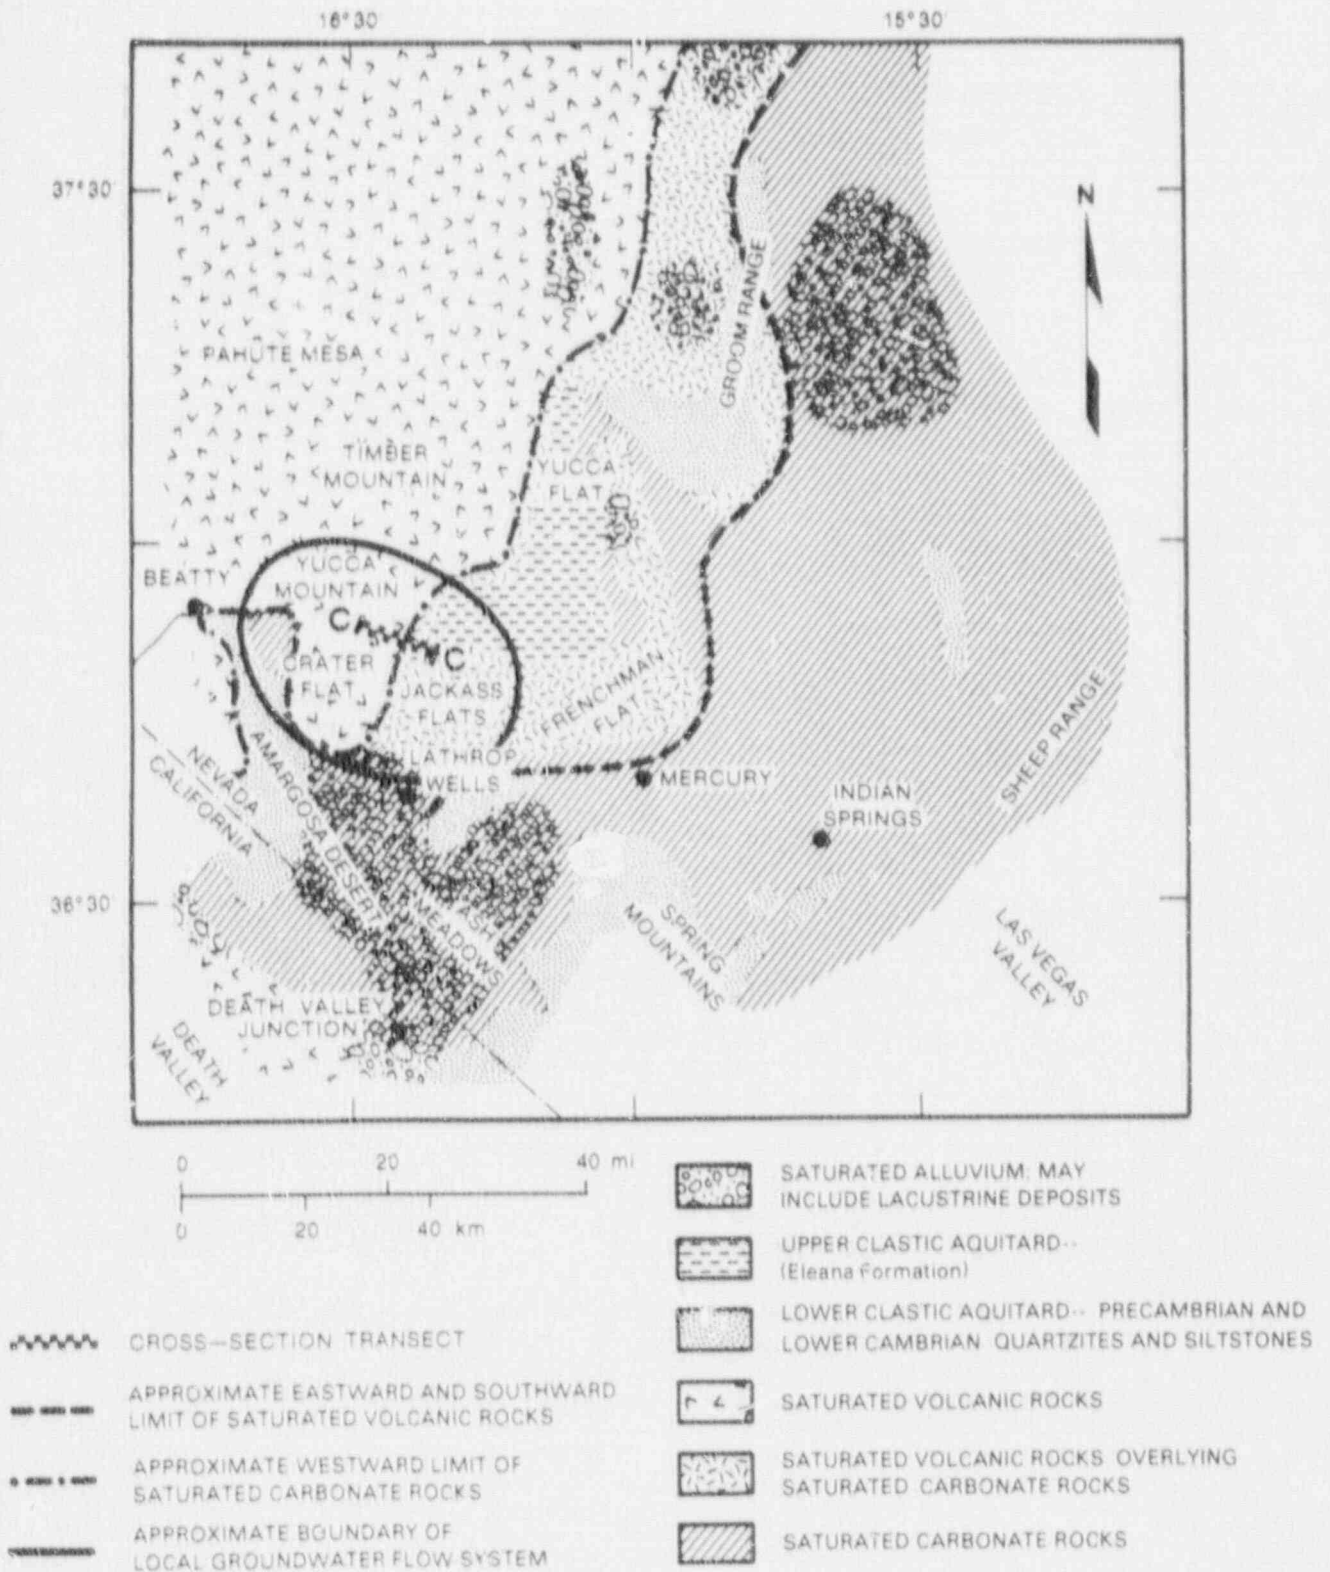 16°30
15°30
37°30
N
PAHUTE MESA
GROOM RANGE
TIMBER
MOUNTAIN
YUCCA
FLAT
BEATTY
YUCCA
MOUNTAIN
C
C
CRATER
FLAT
JACKASS
FLATS
FRENCHMAN
FLAT
LATHROP
WELLS
MERCURY
NEVADA
CALIFORNIA
AMARGOSA DESERT
INDIAN
SPRINGS
SHEEP RANGE
36°30
ASH
MEADOWS
SPRING
MOUNTAINS
LAS VEGAS
VALLEY
DEATH VALLEY
JUNCTION
DEATH
VALLEY
0 20 40 mi
0 20 40 km
CROSS—SECTION TRANSECT
APPROXIMATE EASTWARD AND SOUTHWARD
LIMIT OF SATURATED VOLCANIC ROCKS
APPROXIMATE WESTWARD LIMIT OF
SATURATED CARBONATE ROCKS
APPROXIMATE BOUNDARY OF
LOCAL GROUNDWATER FLOW SYSTEM
SATURATED ALLUVIUM; MAY
INCLUDE LACUSTRINE DEPOSITS
UPPER CLASTIC AQUITARD--
(Eleana Formation)
LOWER CLASTIC AQUITARD-- PRECAMBRIAN AND
LOWER CAMBRIAN QUARTZITES AND SILTSTONES
SATURATED VOLCANIC ROCKS
SATURATED VOLCANIC ROCKS OVERLYING
SATURATED CARBONATE ROCKS
SATURATED CARBONATE ROCKS